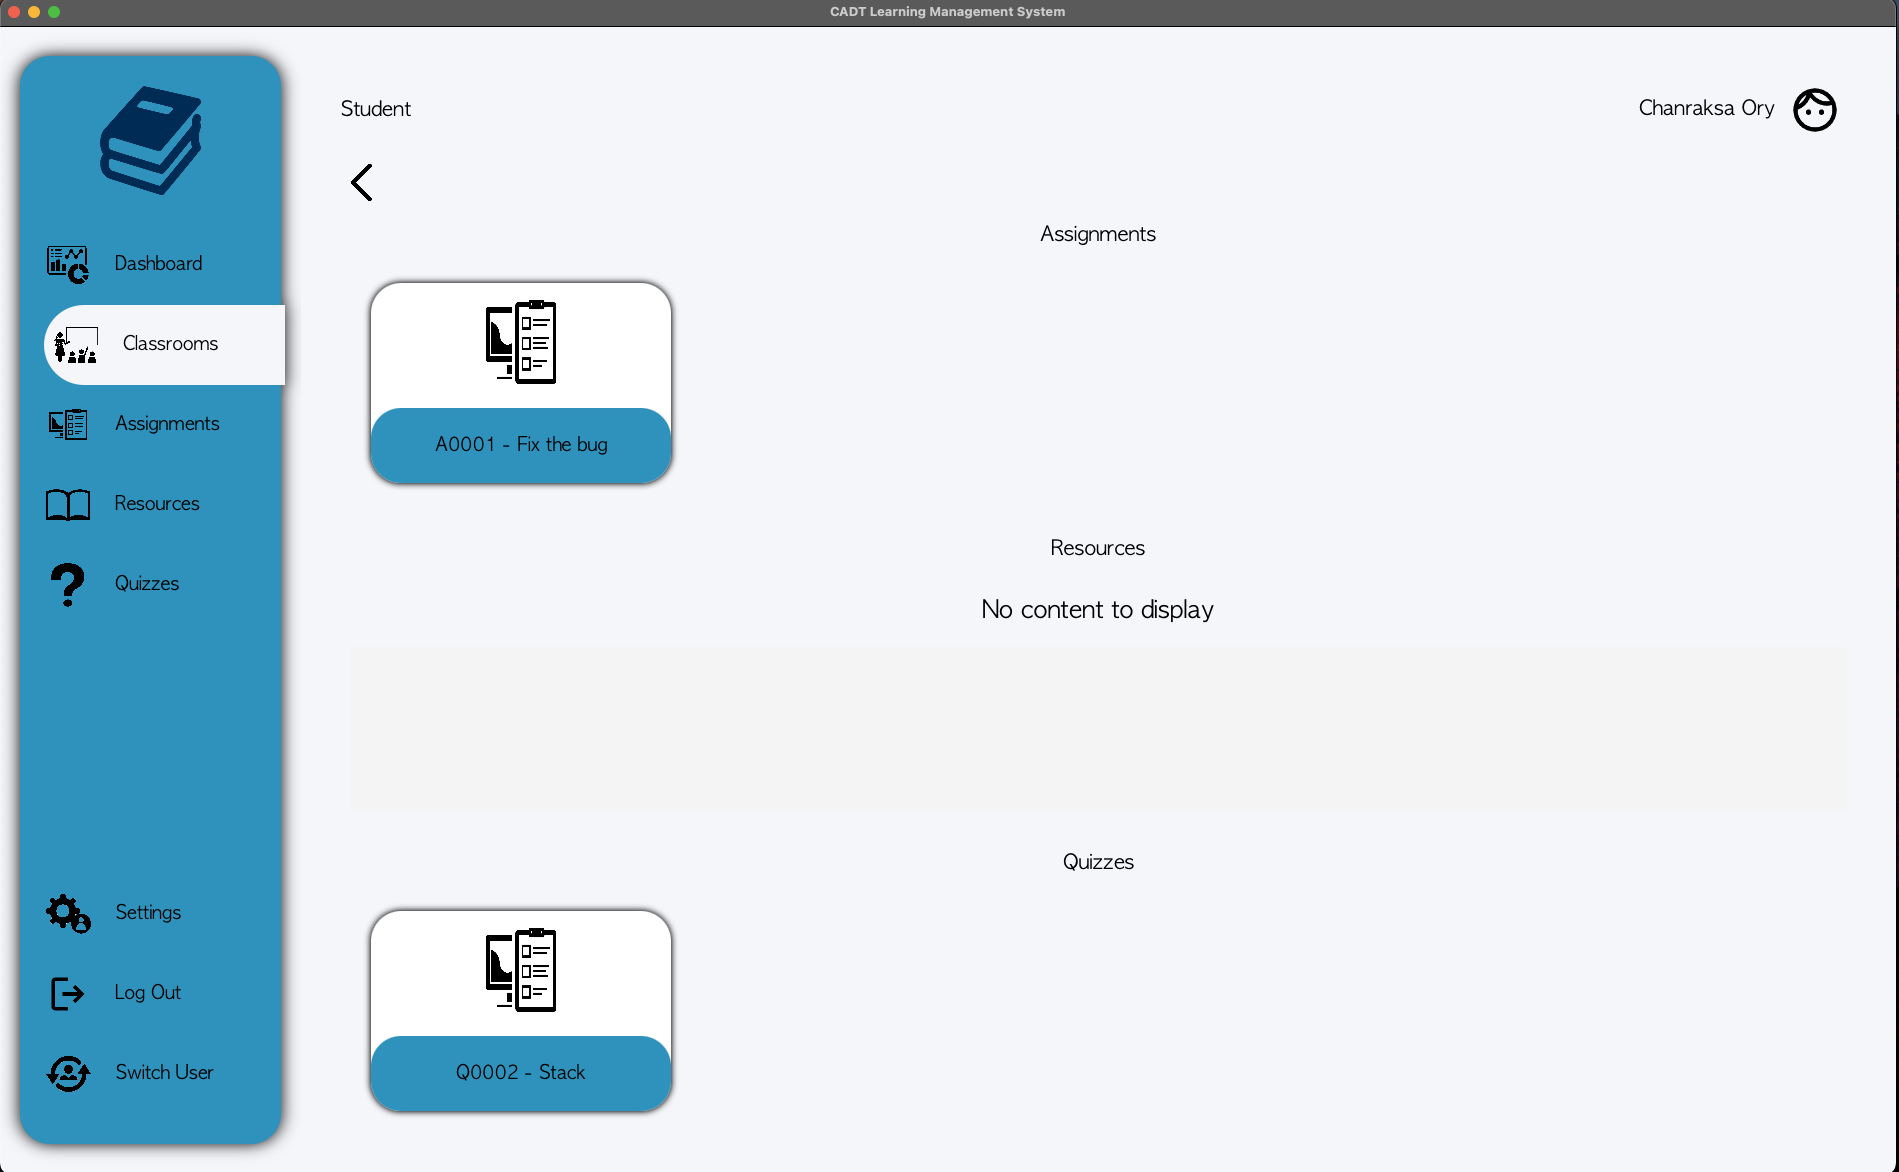 CADT Learning Management System
Student
Chanraksa Ory
Dashboard
Classrooms
Assignments
Resources
Quizzes
Settings
Log Out
Switch User
Assignments
A0001 - Fix the bug
Resources
No content to display
Quizzes
Q0002 - Stack